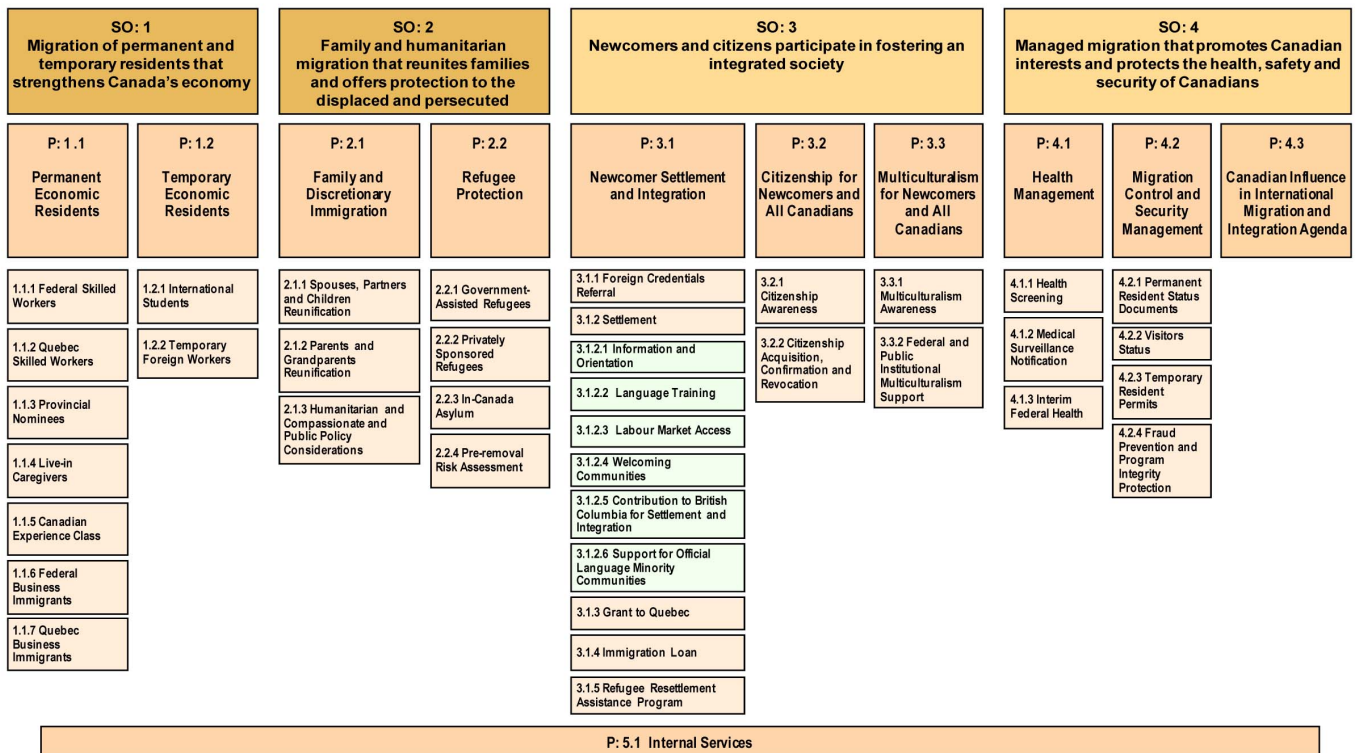 SO: 1
Migration of permanent and
temporary residents that
strengthens Canada's economy
SO: 2
Family and humanitarian
migration that reunites families
and offers protection to the
displaced and persecuted
SO: 3
Newcomers and citizens participate in fostering an
integrated society
SO: 4
Managed migration that promotes Canadian
interests and protects the health, safety and
security of Canadians
P: 1.1
Permanent
Economic
Residents
P: 1.2
Temporary
Economic
Residents
P: 2.1
Family and
Discretionary
Immigration
P: 2.2
Refugee
Protection
P: 3.1
Newcomer Settlement
and Integration
P: 3.2
Citizenship for
Newcomers and
All Canadians
P: 3.3
Multiculturalism
for Newcomers
and All
Canadians
P: 4.1
Health
Management
P: 4.2
Migration
Control and
Security
Management
P: 4.3
Canadian Influence
in International
Migration and
Integration Agenda
1.1.1 Federal Skilled
Workers
1.1.2 Quebec
Skilled Workers
1.1.3 Provincial
Nominees
1.1.4 Live-in
Caregivers
1.1.5 Canadian
Experience Class
1.1.6 Federal
Business
Immigrants
1.1.7 Quebec
Business
Immigrants
1.2.1 International
Students
1.2.2 Temporary
Foreign Workers
2.1.1 Spouses, Partners
and Children
Reunification
2.1.2 Parents and
Grandparents
Reunification
2.1.3 Humanitarian and
Compassionate and
Public Policy
Considerations
2.2.1 Government-
Assisted Refugees
2.2.2 Privately
Sponsored
Refugees
2.2.3 In-Canada
Asylum
2.2.4 Pre-removal
Risk Assessment
3.1.1 Foreign Credentials
Referral
3.1.2 Settlement
3.1.2.1 Information and
Orientation
3.1.2.2 Language Training
3.1.2.3 Labour Market Access
3.1.2.4 Welcoming
Communities
3.1.2.5 Contribution to British
Columbia for Settlement and
Integration
3.1.2.6 Support for Official
Language Minority
Communities
3.1.3 Grant to Quebec
3.1.4 Immigration Loan
3.1.5 Refugee Resettlement
Assistance Program
3.2.1
Citizenship
Awareness
3.2.2 Citizenship
Acquisition,
Confirmation and
Revocation
3.3.1
Multiculturalism
Awareness
3.3.2 Federal and
Public
Institutional
Multiculturalism
Support
4.1.1 Health
Screening
4.1.2 Medical
Surveillance
Notification
4.1.3 Interim
Federal Health
4.2.1 Permanent
Resident Status
Documents
4.2.2 Visitors
Status
4.2.3 Temporary
Resident
Permits
4.2.4 Fraud
Prevention and
Program
Integrity
Protection
P: 5.1 Internal Services